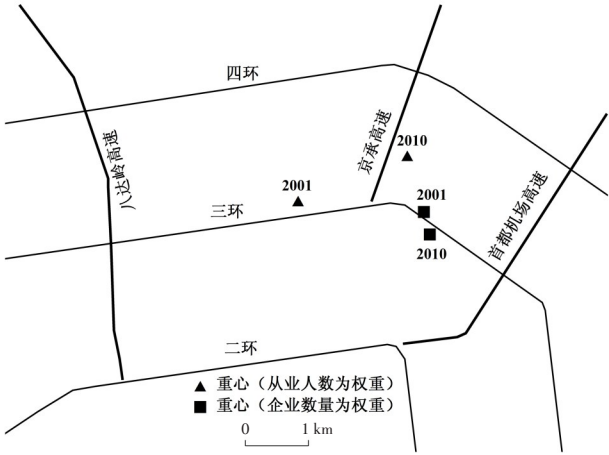 四环
京承高速
2010
八达岭高速
2001
2001
三环
首都机场高速
2010
二环
重心（从业人数为权重）
重心（企业数量为权重）
0 1 km